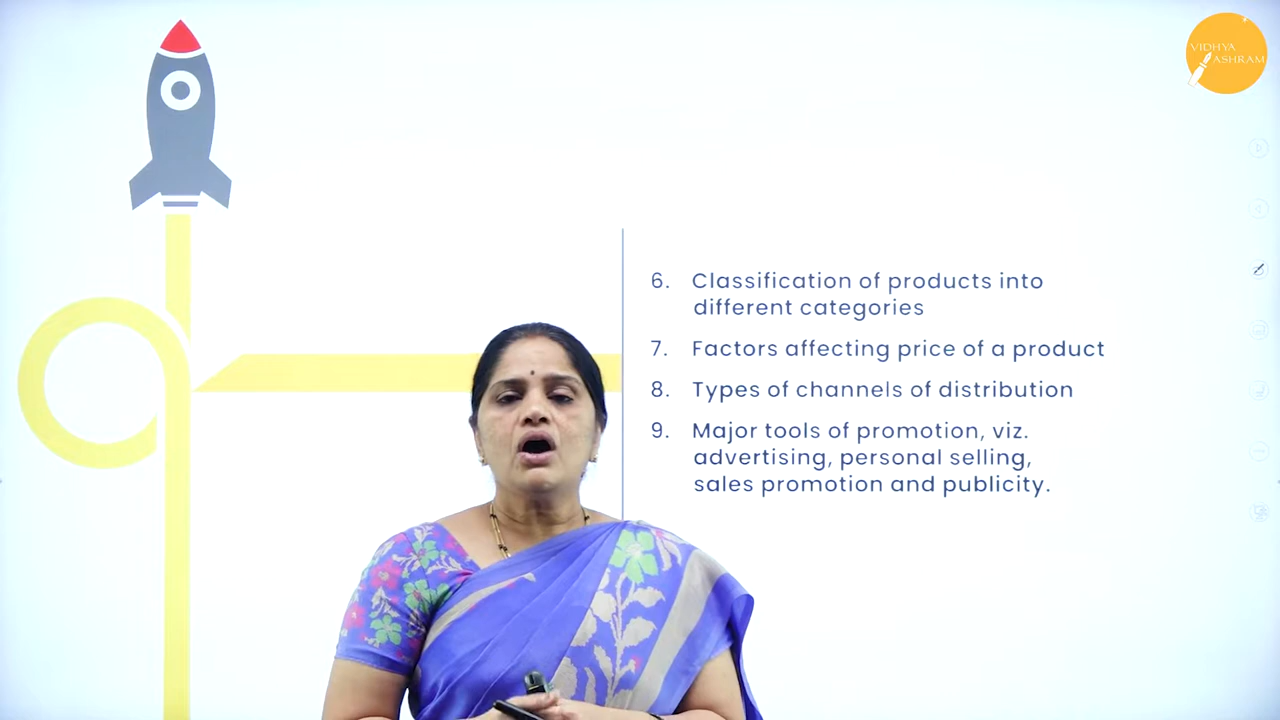 VIDHYA
ASHRAM
6. Classification of products into
different categories
7. Factors affecting price of a product
8. Types of channels of distribution
9. Major tools of promotion, viz.
advertising, personal selling,
sales promotion and publicity.